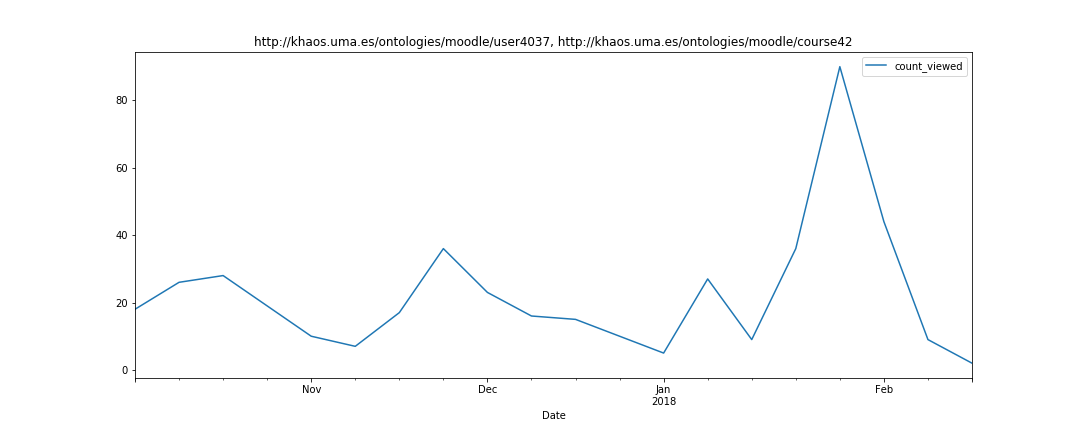 http://khaos.uma.es/ontologies/moodle/user4037, http://khaos.uma.es/ontologies/moodle/course42
count_viewed
80
60
40
20
0
Nov
Dec
Jan
2018
Feb
Date